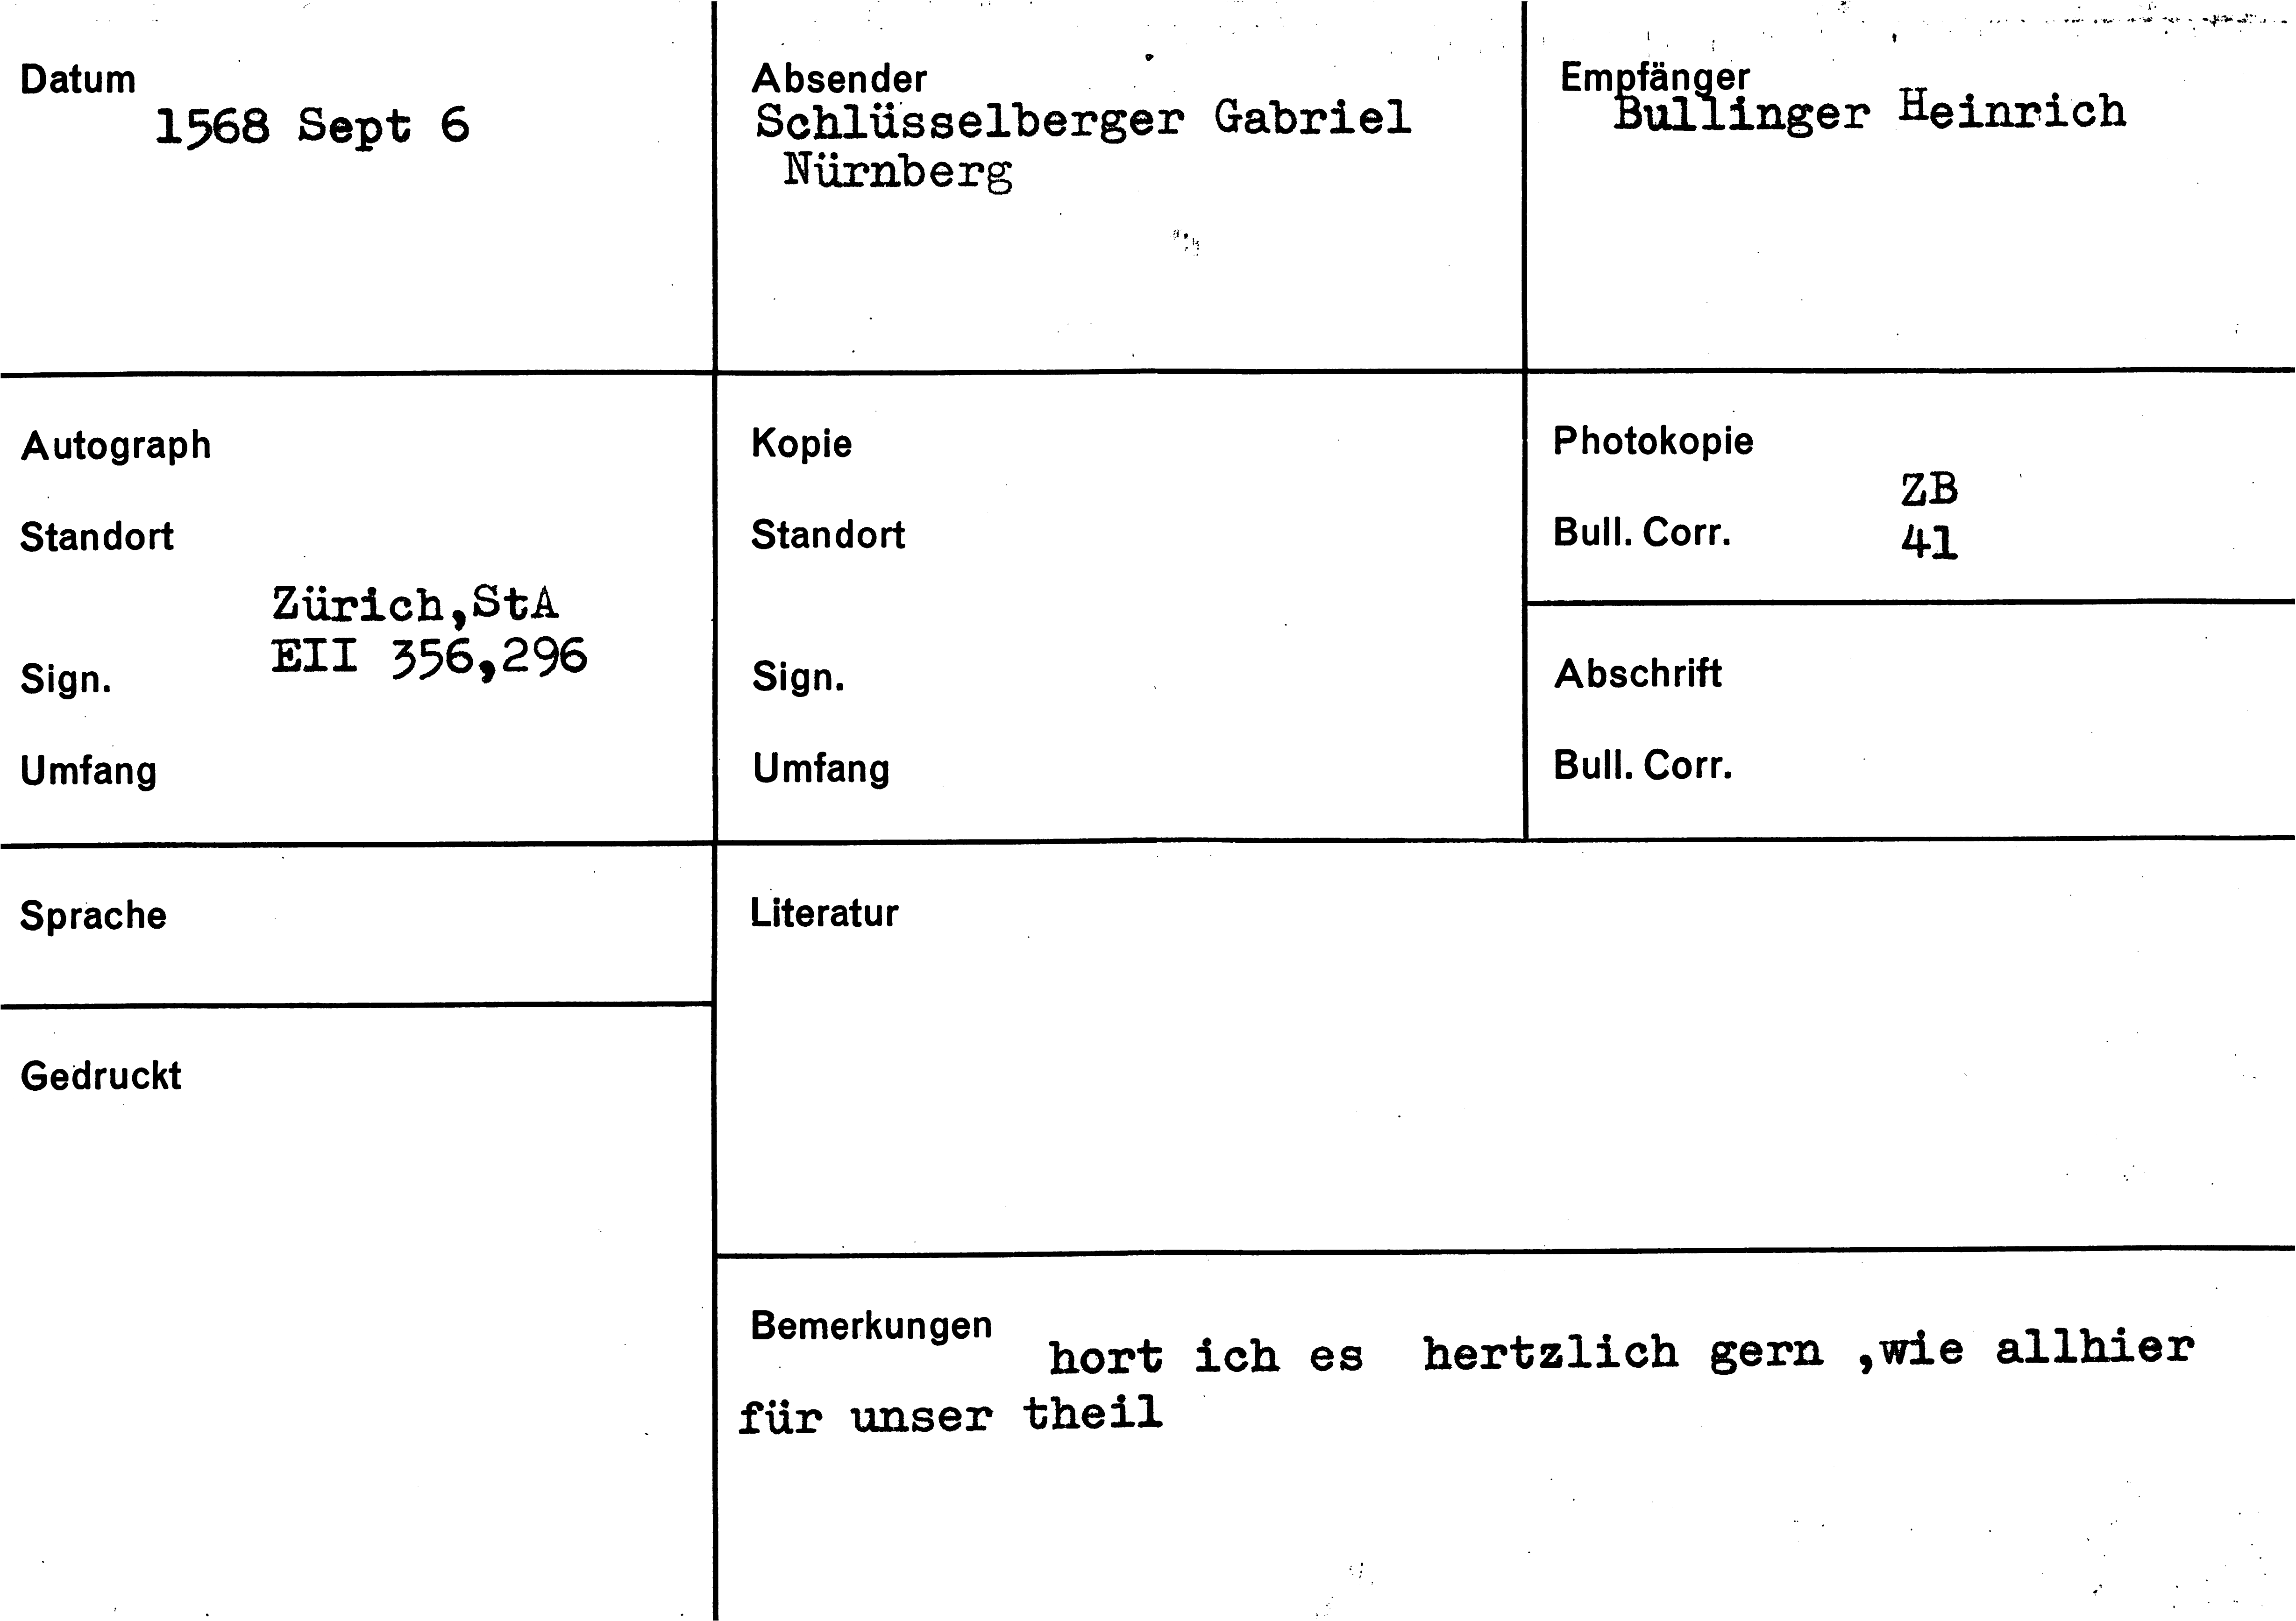 Datum
1568 Sept 6
Absender
Schlüsselberger Gabriel
Nürnberg
Empfänger
Bullinger Heinrich
Autograph
Standort
Zürich,StA
EII 356,296
Sign.
Umfang
Kopie
Standort
Sign.
Umfang
Photokopie
ZB
Bull. Corr. 41
Abschrift
Bull. Corr.
Sprache
Gedruckt
Literatur
Bemerkungen
hort ich es hertzlich gern ,wie allhier
für unser theil